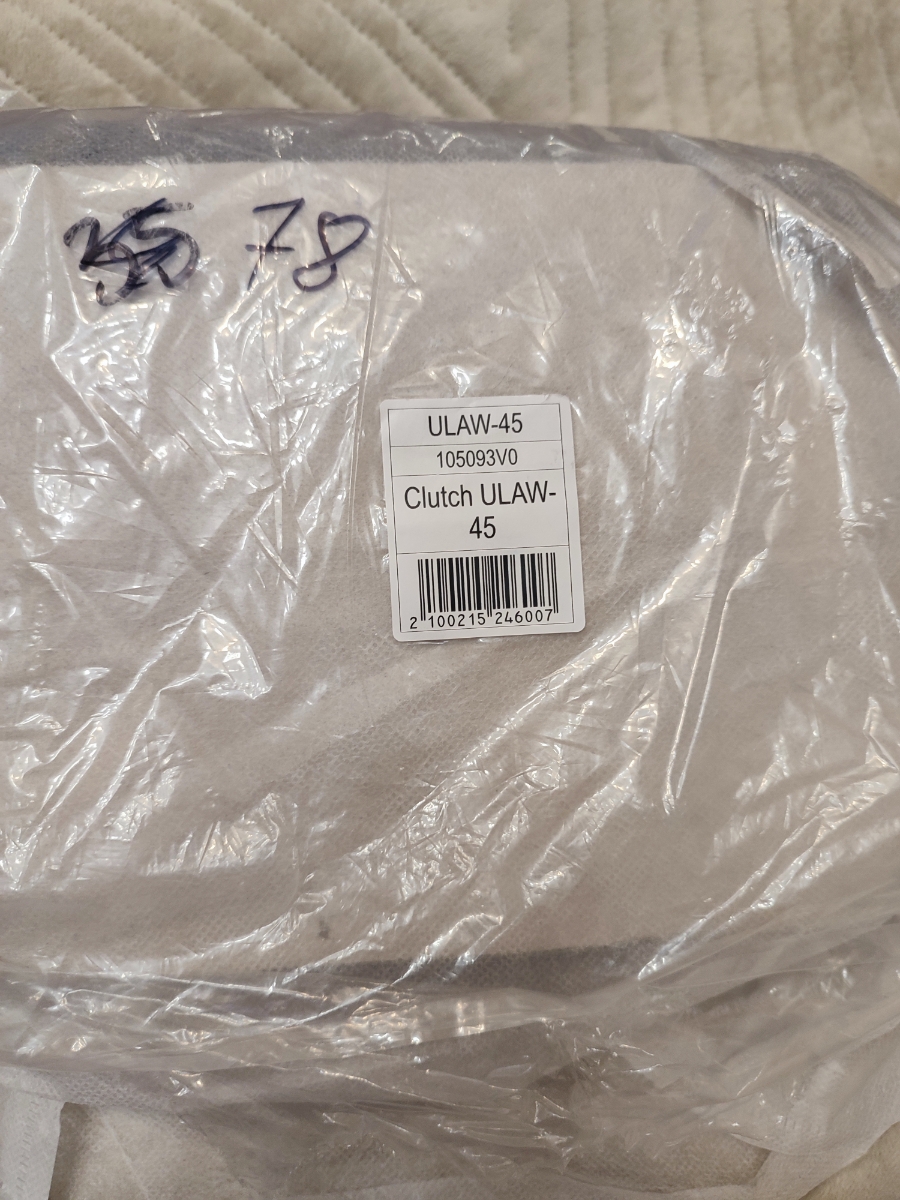 78
ULAW-45
105093V0
Clutch ULAW-
45
2 100215 246007